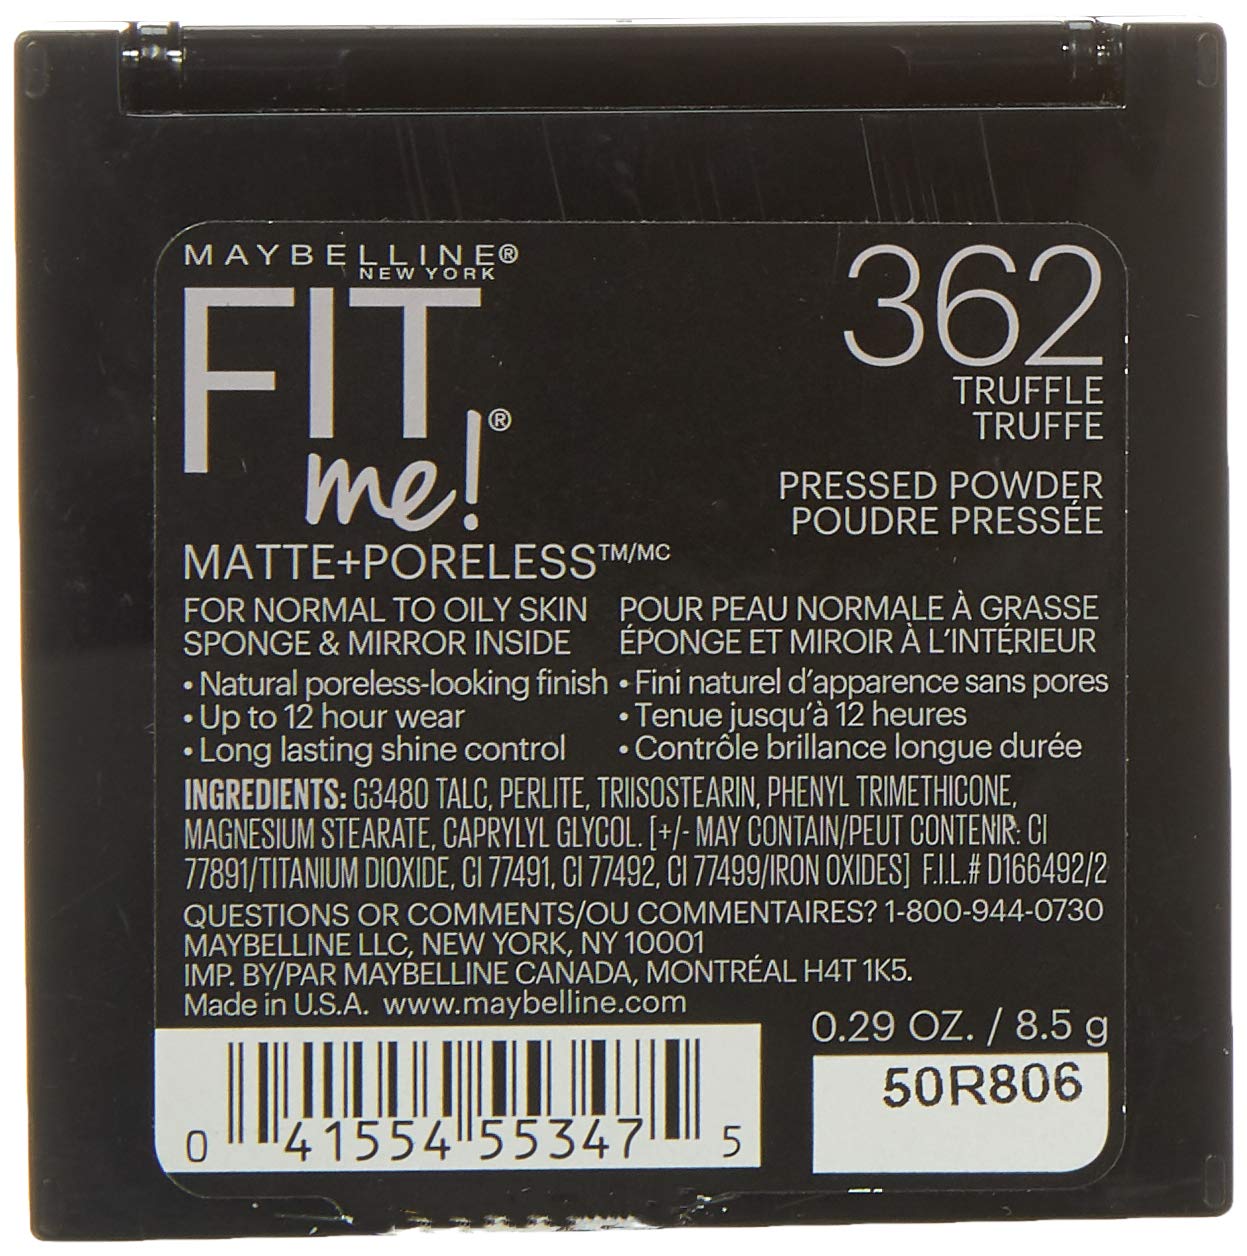 MAYBELLINE®
NEW YORK
FIT
me!®
MATTE+PORELESS™/MC
362
TRUFFLE
TRUFFE
PRESSED POWDER
POUDRE PRESSÉE
FOR NORMAL TO OILY SKIN
SPONGE & MIRROR INSIDE
• Natural poreless-looking finish
• Up to 12 hour wear
• Long lasting shine control
POUR PEAU NORMALE À GRASSE
ÉPONGE ET MIROIR À L'INTÉRIEUR
• Fini naturel d'apparence sans pores
• Tenue jusqu'à 12 heures
• Contrôle brillance longue durée
INGREDIENTS: G3480 TALC, PERLITE, TRIISOSTEARIN, PHENYL TRIMETHICONE,
MAGNESIUM STEARATE, CAPRYLYL GLYCOL. [+/- MAY CONTAIN/PEUT CONTENIR: CI
77891/TITANIUM DIOXIDE, CI 77491, CI 77492, CI 77499/IRON OXIDES] F.I.L.# D166492/2
QUESTIONS OR COMMENTS/OU COMMENTAIRES? 1-800-944-0730
MAYBELLINE LLC, NEW YORK, NY 10001
IMP. BY/PAR MAYBELLINE CANADA, MONTRÉAL H4T 1K5.
Made in U.S.A. www.maybelline.com
0.29 OZ. / 8.5 g
50R806
0 41554 55347 5